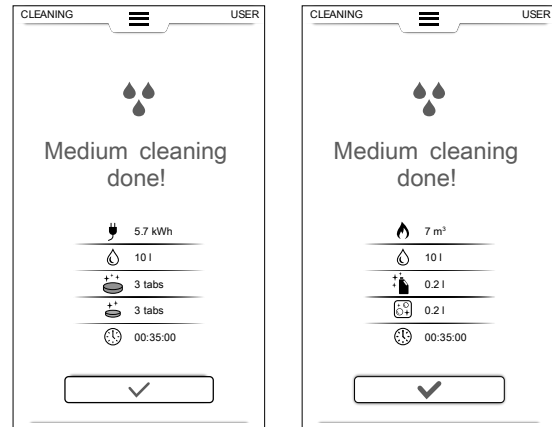 CLEANING USER
Medium cleaning
done!
5.7 kWh
10 l
3 tabs
3 tabs
00:35:00
CLEANING USER
Medium cleaning
done!
7 m³
10 l
0.2 l
0.2 l
00:35:00